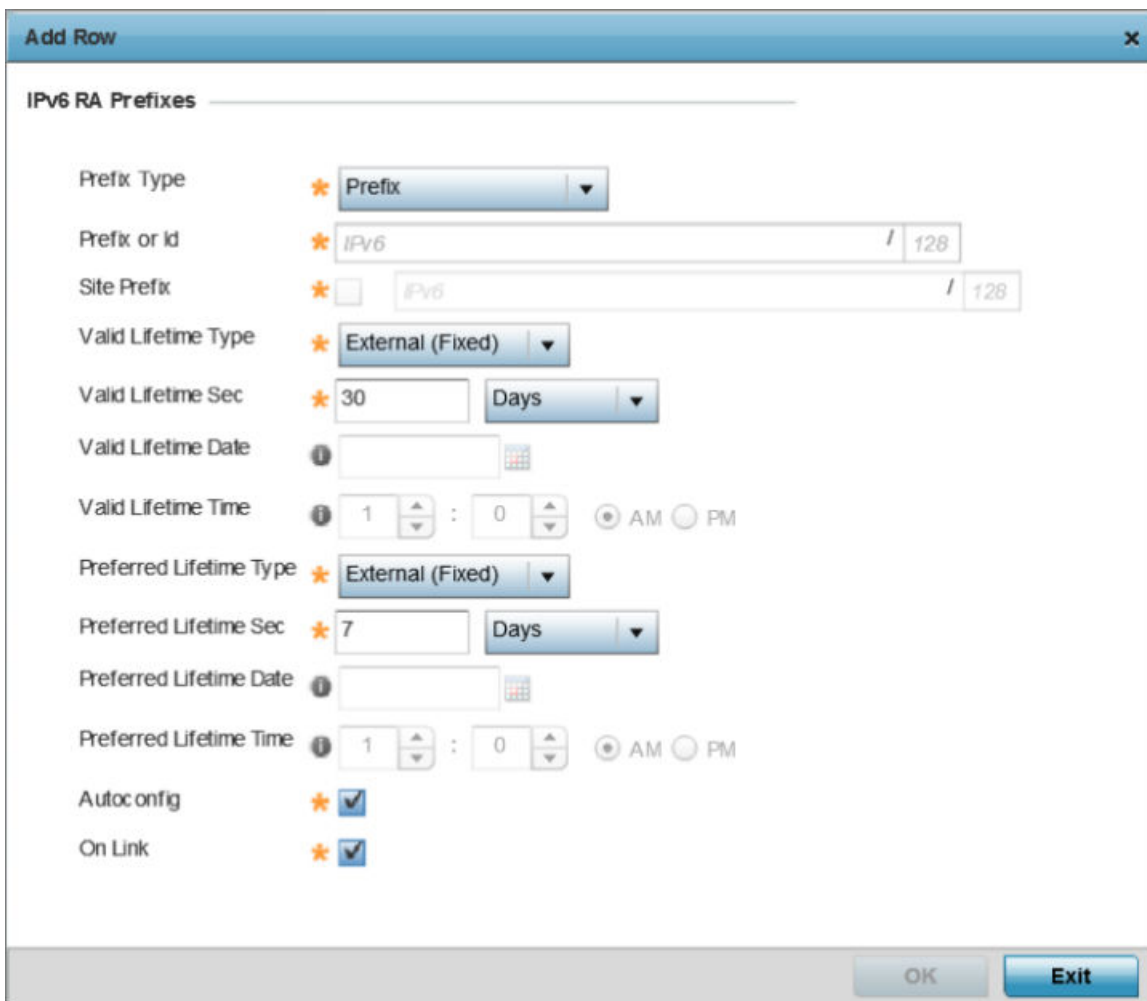 Add Row ×
IPv6 RA Prefixes
Prefix Type * Prefix
Prefix or Id * IPv6 / 128
Site Prefix * IPv6 / 128
Valid Lifetime Type * External (Fixed)
Valid Lifetime Sec * 30 Days
Valid Lifetime Date i
Valid Lifetime Time i 1 : 0 AM PM
Preferred Lifetime Type * External (Fixed)
Preferred Lifetime Sec * 7 Days
Preferred Lifetime Date i
Preferred Lifetime Time i 1 : 0 AM PM
Autoconfig *
On Link *
OK Exit